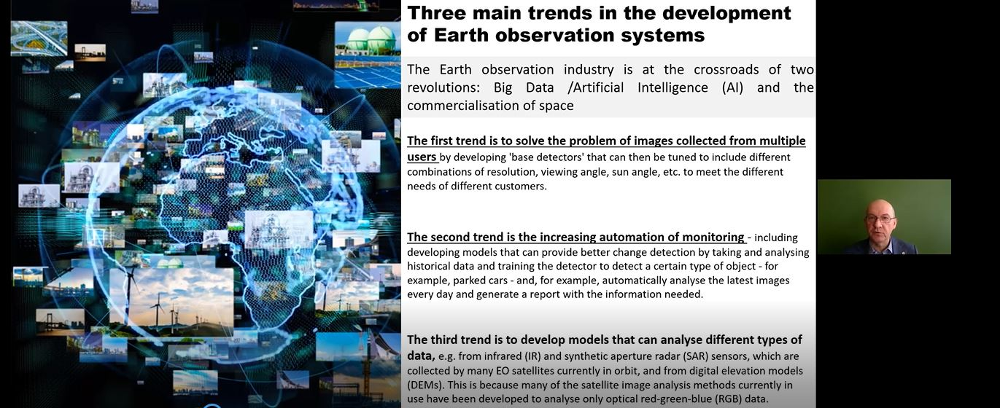 Three main trends in the development
of Earth observation systems
The Earth observation industry is at the crossroads of two
revolutions: Big Data /Artificial Intelligence (AI) and the
commercialisation of space
The first trend is to solve the problem of images collected from multiple
users by developing 'base detectors' that can then be tuned to include different
combinations of resolution, viewing angle, sun angle, etc. to meet the different
needs of different customers.
The second trend is the increasing automation of monitoring - including
developing models that can provide better change detection by taking and analysing
historical data and training the detector to detect a certain type of object - for
example, parked cars - and, for example, automatically analyse the latest images
every day and generate a report with the information needed.
The third trend is to develop models that can analyse different types of
data, e.g. from infrared (IR) and synthetic aperture radar (SAR) sensors, which are
collected by many EO satellites currently in orbit, and from digital elevation models
(DEMs). This is because many of the satellite image analysis methods currently in
use have been developed to analyse only optical red-green-blue (RGB) data.